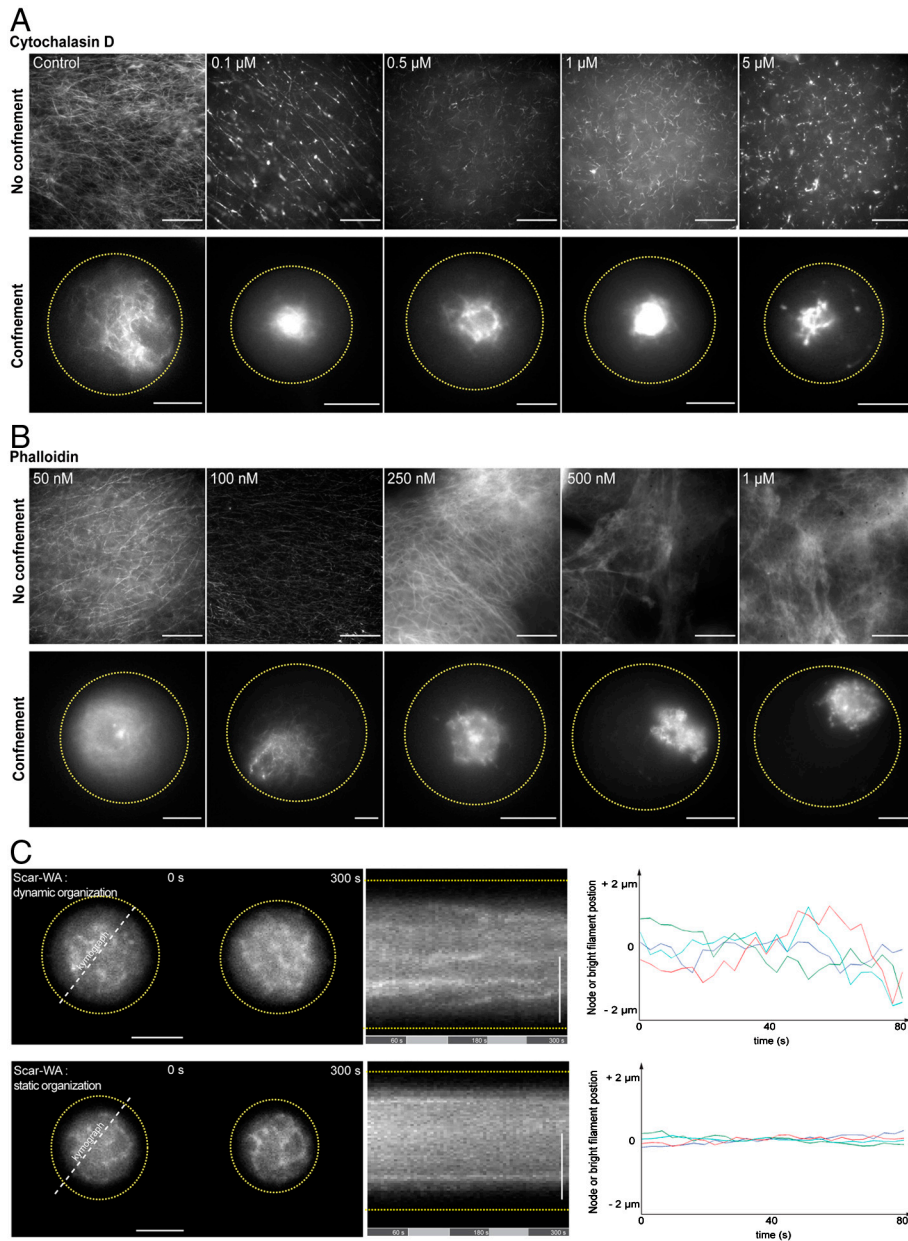 A
Cytochalasin D
No confnement
Control
0.1 µM
0.5 µM
1 µM
5 µM
Confnement
B
Phalloidin
No confnement
50 nM
100 nM
250 nM
500 nM
1 µM
Confnement
C
Scar-WA :
dynamic organization
0 s
300 s
kymograph
60 s
180 s
300 s
Node or bright filament postion
+ 2 µm
0
- 2 µm
0
40
80
time (s)
Scar-WA :
static organization
0 s
300 s
kymograph
60 s
180 s
300 s
Node or bright filament position
+ 2 µm
0
- 2 µm
0
40
80
time (s)